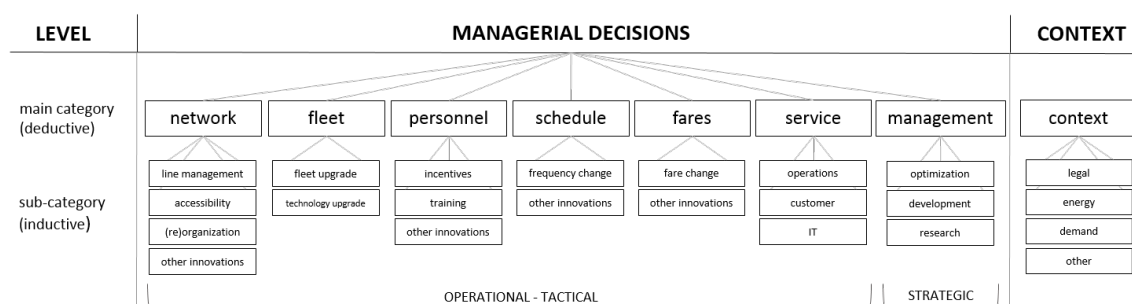 LEVEL MANAGERIAL DECISIONS CONTEXT
main category
(deductive)
network fleet personnel schedule fares service management context
sub-category
(inductive)
line management fleet upgrade incentives frequency change fare change operations optimization legal
accessibility technology upgrade training other innovations other innovations customer development energy
(re)organization other innovations IT research demand
other innovations other
OPERATIONAL - TACTICAL STRATEGIC